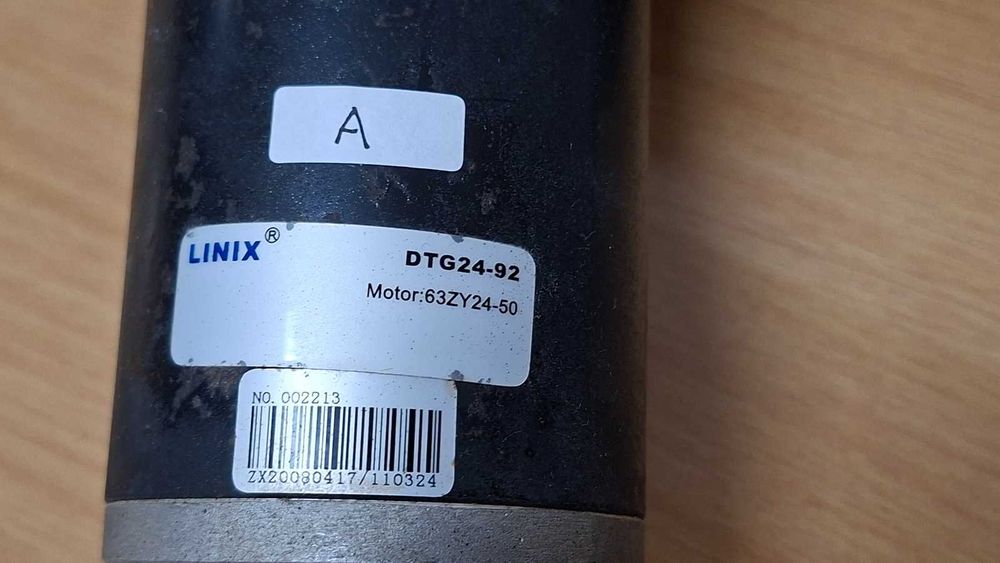 A
LINIX®
DTG24-92
Motor:63ZY24-50
NO. 002213
ZX20080417/110324